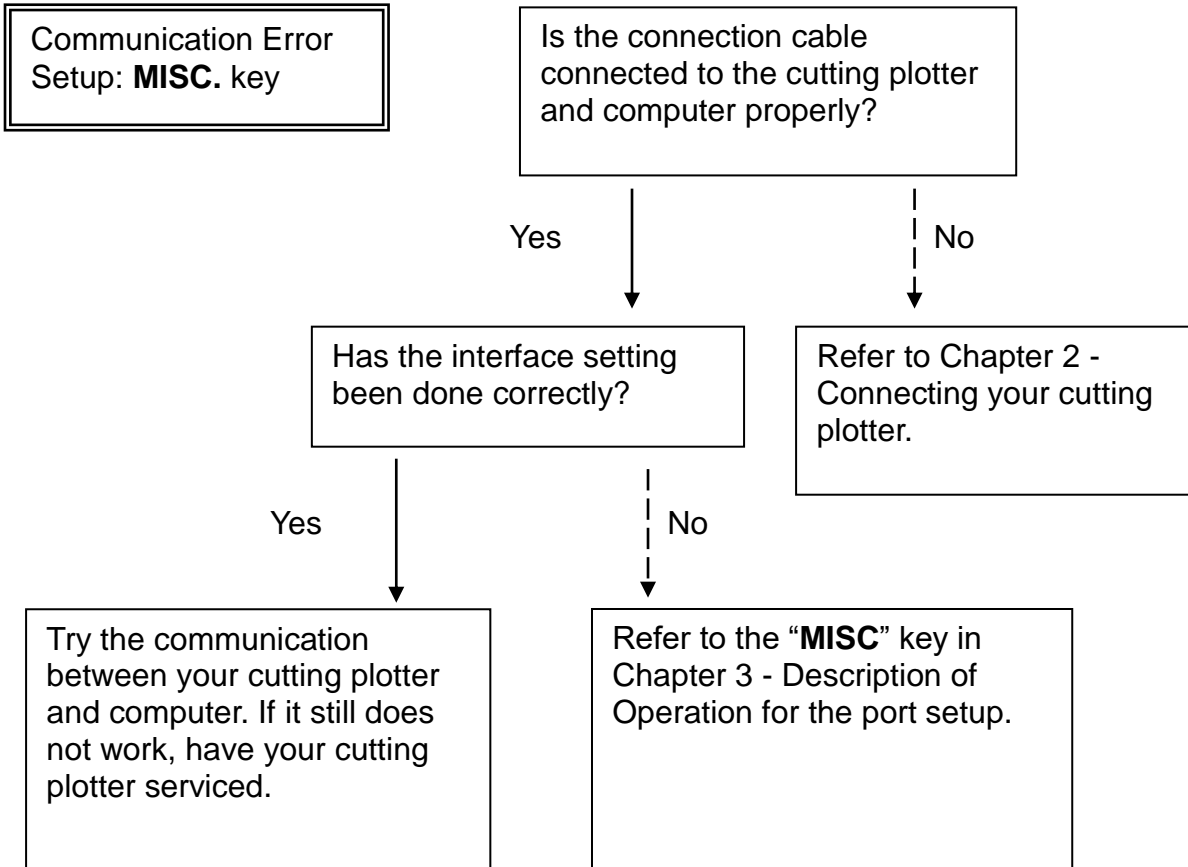 Communication Error
Setup: MISC. key
Is the connection cable
connected to the cutting plotter
and computer properly?
Yes
No
Has the interface setting
been done correctly?
Refer to Chapter 2 -
Connecting your cutting
plotter.
Yes
No
Try the communication
between your cutting plotter
and computer. If it still does
not work, have your cutting
plotter serviced.
Refer to the “MISC” key in
Chapter 3 - Description of
Operation for the port setup.